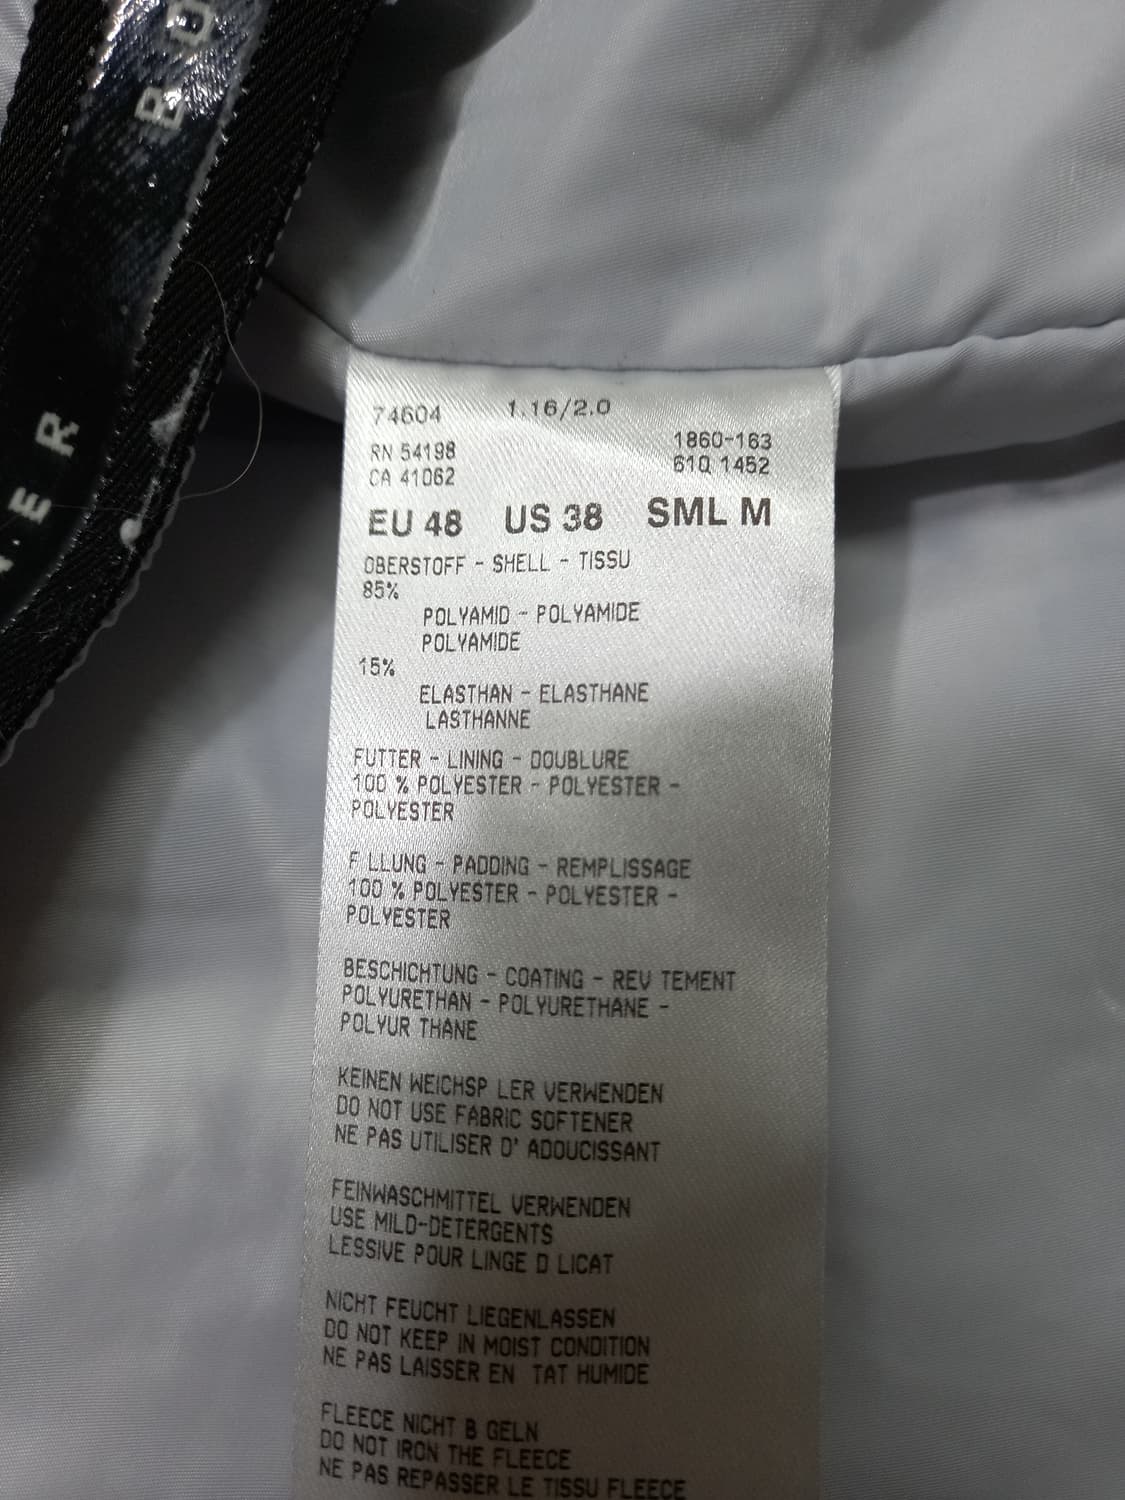 74604 1.16/2.0
RN 54198 1860-163
CA 41062 61Q 1452
EU 48 US 38 SML M
OBERSTOFF - SHELL - TISSU
85%
POLYAMID - POLYAMIDE
POLYAMIDE
15%
ELASTHAN - ELASTHANE
LASTHANNE
FUTTER - LINING - DOUBLURE
100 % POLYESTER - POLYESTER -
POLYESTER
F LLUNG - PADDING - REMPLISSAGE
100 % POLYESTER - POLYESTER -
POLYESTER
BESCHICHTUNG - COATING - REV TEMENT
POLYURETHAN - POLYURETHANE -
POLYUR THANE
KEINEN WEICHSP LER VERWENDEN
DO NOT USE FABRIC SOFTENER
NE PAS UTILISER D' ADOUCISSANT
FEINWASCHMITTEL VERWENDEN
USE MILD-DETERGENTS
LESSIVE POUR LINGE D LICAT
NICHT FEUCHT LIEGENLASSEN
DO NOT KEEP IN MOIST CONDITION
NE PAS LAISSER EN TAT HUMIDE
FLEECE NICHT B GELN
DO NOT IRON THE FLEECE
NE PAS REPASSER LE TISSU FLEECE